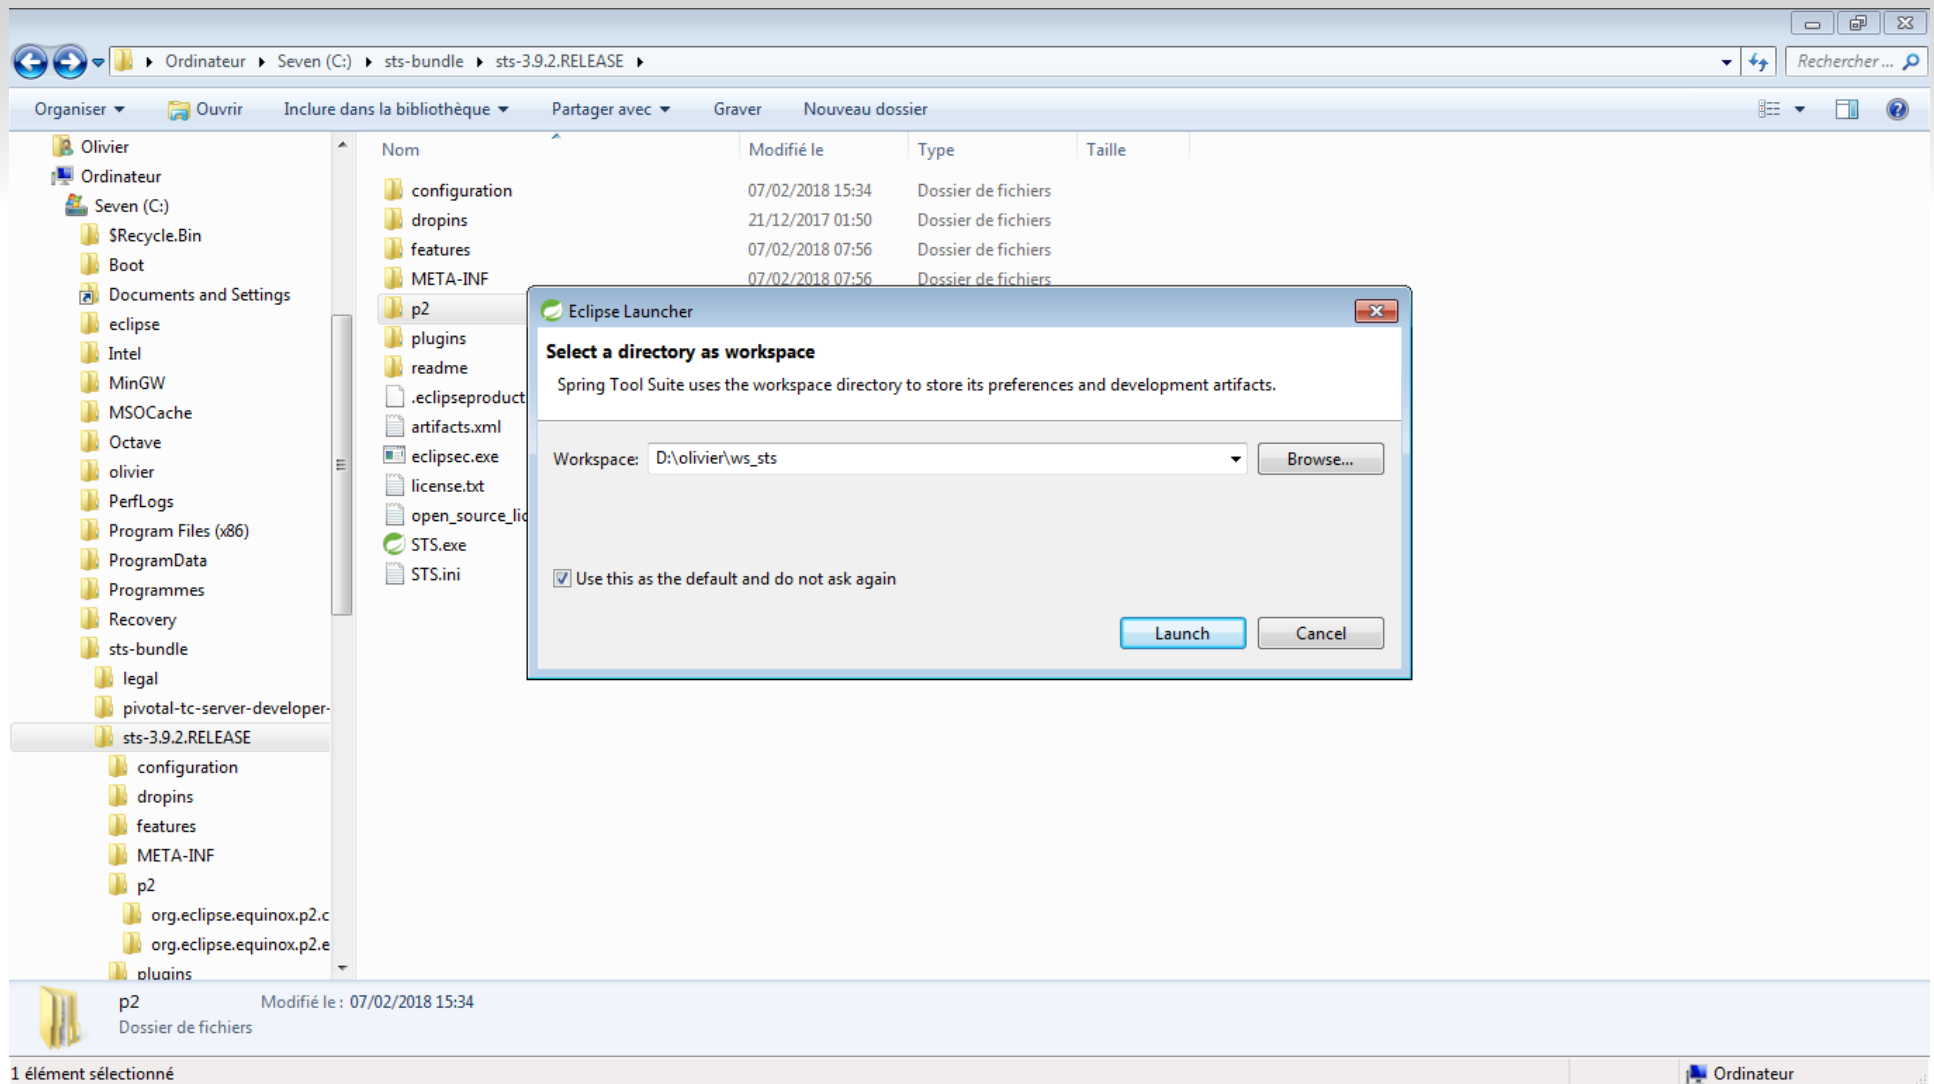 Ordinateur Seven (C:) sts-bundle sts-3.9.2.RELEASE Rechercher ...
Organiser Ouvrir Inclure dans la bibliothèque Partager avec Graver Nouveau dossier
Olivier
Ordinateur
Seven (C:)
$Recycle.Bin
Boot
Documents and Settings
eclipse
Intel
MinGW
MSOCache
Octave
olivier
PerfLogs
Program Files (x86)
ProgramData
Programmes
Recovery
sts-bundle
legal
pivotal-tc-server-developer-
sts-3.9.2.RELEASE
configuration
dropins
features
META-INF
p2
org.eclipse.equinox.p2.c
org.eclipse.equinox.p2.e
plugins
Nom Modifié le Type Taille
configuration 07/02/2018 15:34 Dossier de fichiers
dropins 21/12/2017 01:50 Dossier de fichiers
features 07/02/2018 07:56 Dossier de fichiers
META-INF 07/02/2018 07:56 Dossier de fichiers
p2
plugins
readme
.eclipseproduct
artifacts.xml
eclipsec.exe
license.txt
open_source_lic
STS.exe
STS.ini
Eclipse Launcher
Select a directory as workspace
Spring Tool Suite uses the workspace directory to store its preferences and development artifacts.
Workspace: D:\olivier\ws_sts Browse...
Use this as the default and do not ask again
Launch Cancel
p2 Modifié le : 07/02/2018 15:34
Dossier de fichiers
1 élément sélectionné Ordinateur